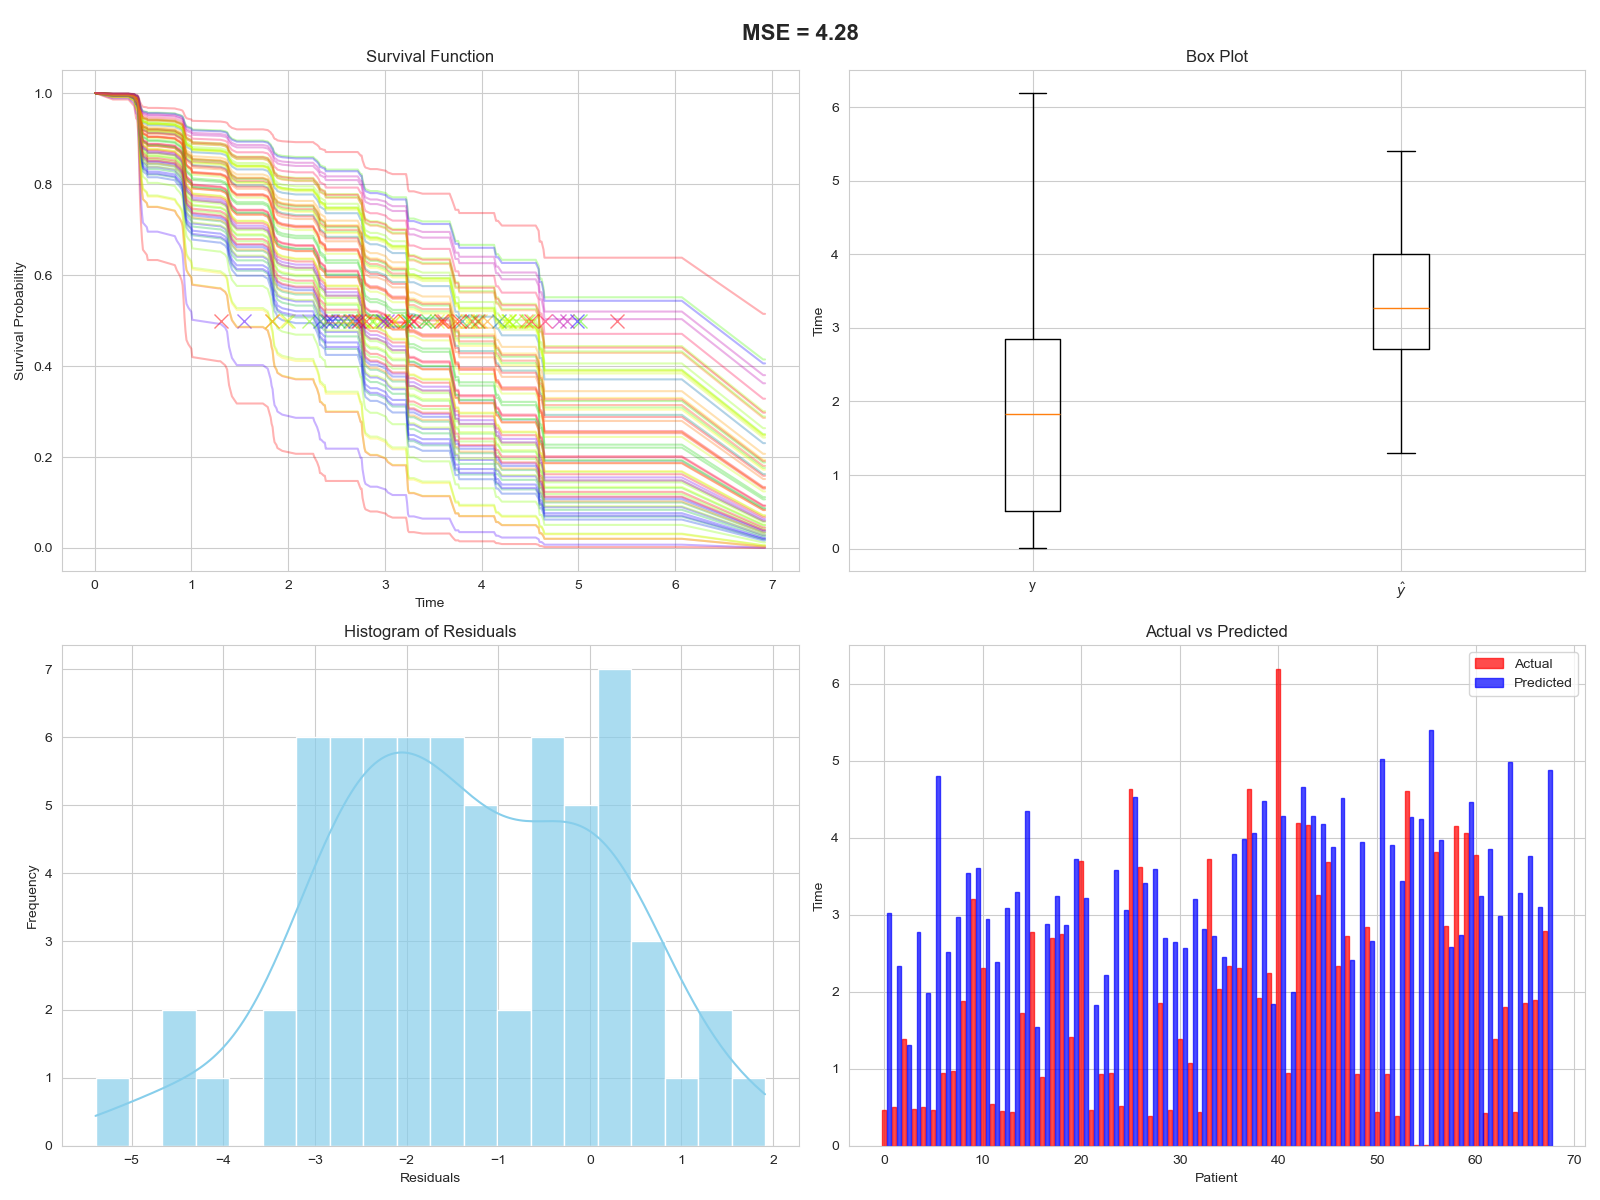 MSE = 4.28
Survival Function
Survival Probability
1.0
0.8
0.6
0.4
0.2
0.0
0 1 2 3 4 5 6 7
Time
Box Plot
Time
6
5
4
3
2
1
0
y ŷ
Histogram of Residuals
Frequency
7
6
5
4
3
2
1
0
−5 −4 −3 −2 −1 0 1 2
Residuals
Actual vs Predicted
Actual
Predicted
Time
6
5
4
3
2
1
0
0 10 20 30 40 50 60 70
Patient